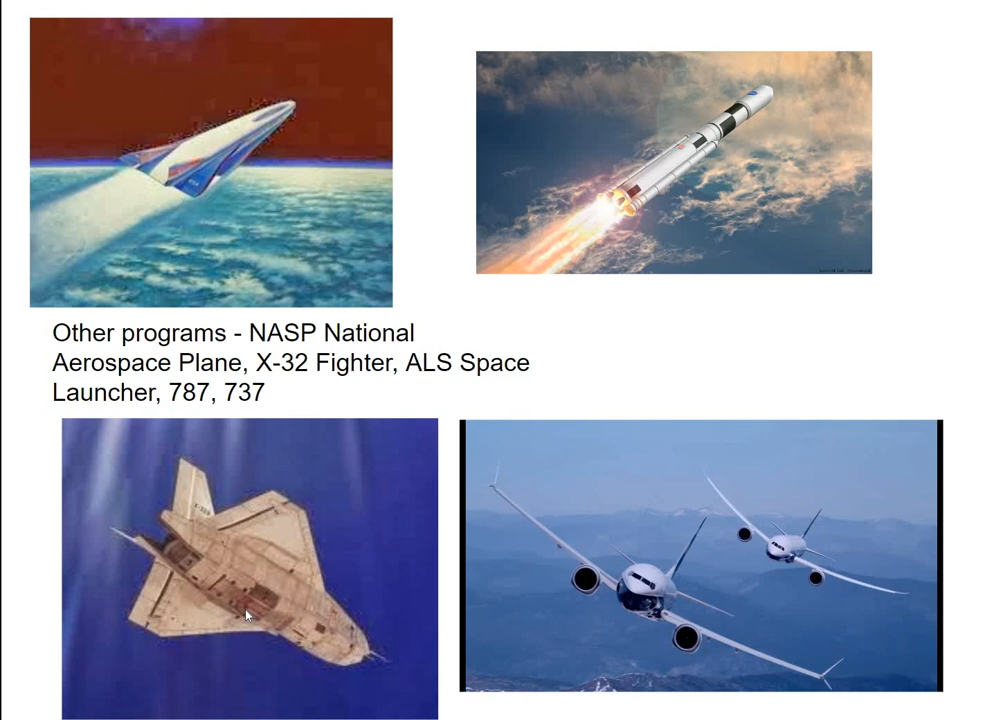 Other programs - NASP National
Aerospace Plane, X-32 Fighter, ALS Space
Launcher, 787, 737